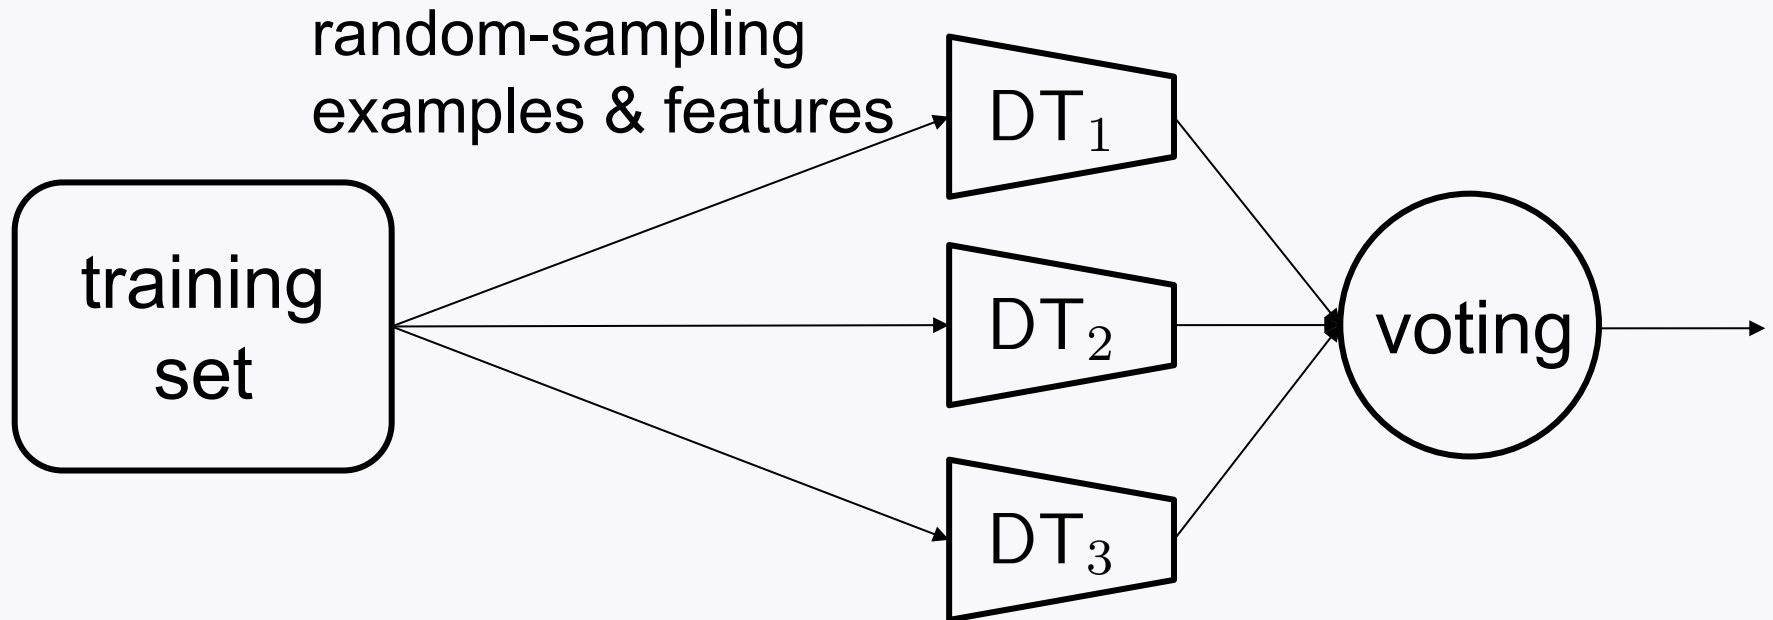 random-sampling
examples & features
training
set
DT₁
DT₂
DT₃
voting